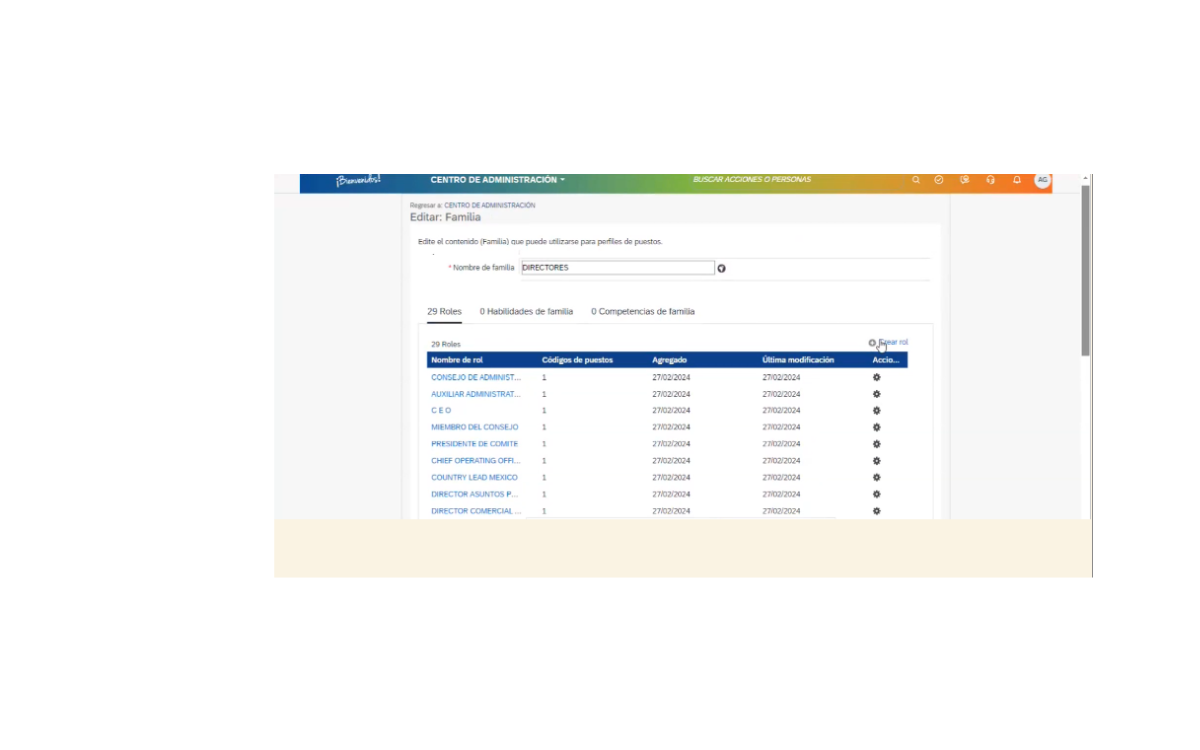 ¡Bienvenidos!
CENTRO DE ADMINISTRACIÓN
BUSCAR ACCIONES O PERSONAS
AG
Regresar a: CENTRO DE ADMINISTRACIÓN
Editar: Familia
Edite el contenido (Familia) que puede utilizarse para perfiles de puestos.
* Nombre de familia DIRECTORES
29 Roles 0 Habilidades de familia 0 Competencias de familia
29 Roles
Crear rol
Nombre de rol Códigos de puestos Agregado Última modificación Accio...
CONSEJO DE ADMINIST... 1 27/02/2024 27/02/2024
AUXILIAR ADMINISTRAT... 1 27/02/2024 27/02/2024
C E O 1 27/02/2024 27/02/2024
MIEMBRO DEL CONSEJO 1 27/02/2024 27/02/2024
PRESIDENTE DE COMITE 1 27/02/2024 27/02/2024
CHIEF OPERATING OFFI... 1 27/02/2024 27/02/2024
COUNTRY LEAD MEXICO 1 27/02/2024 27/02/2024
DIRECTOR ASUNTOS P... 1 27/02/2024 27/02/2024
DIRECTOR COMERCIAL ... 1 27/02/2024 27/02/2024